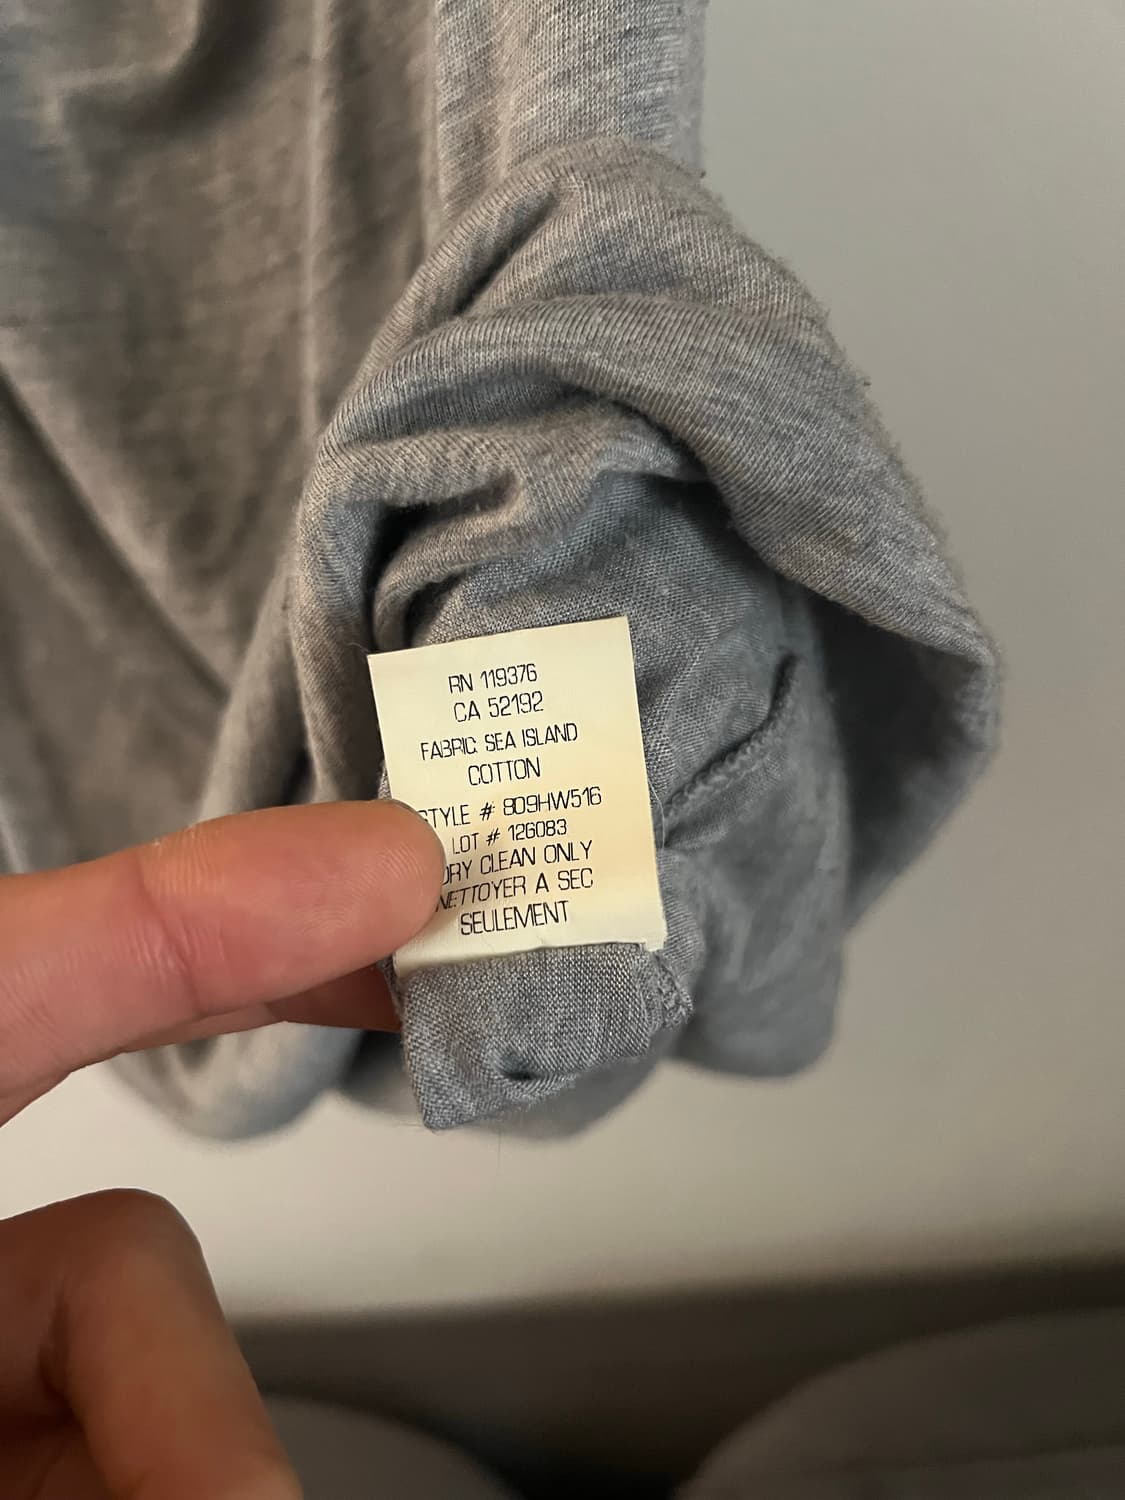 RN 119376
CA 52192
FABRIC: SEA ISLAND
COTTON
STYLE # 809HW516
LOT # 126083
DRY CLEAN ONLY
NETTOYER A SEC
SEULEMENT